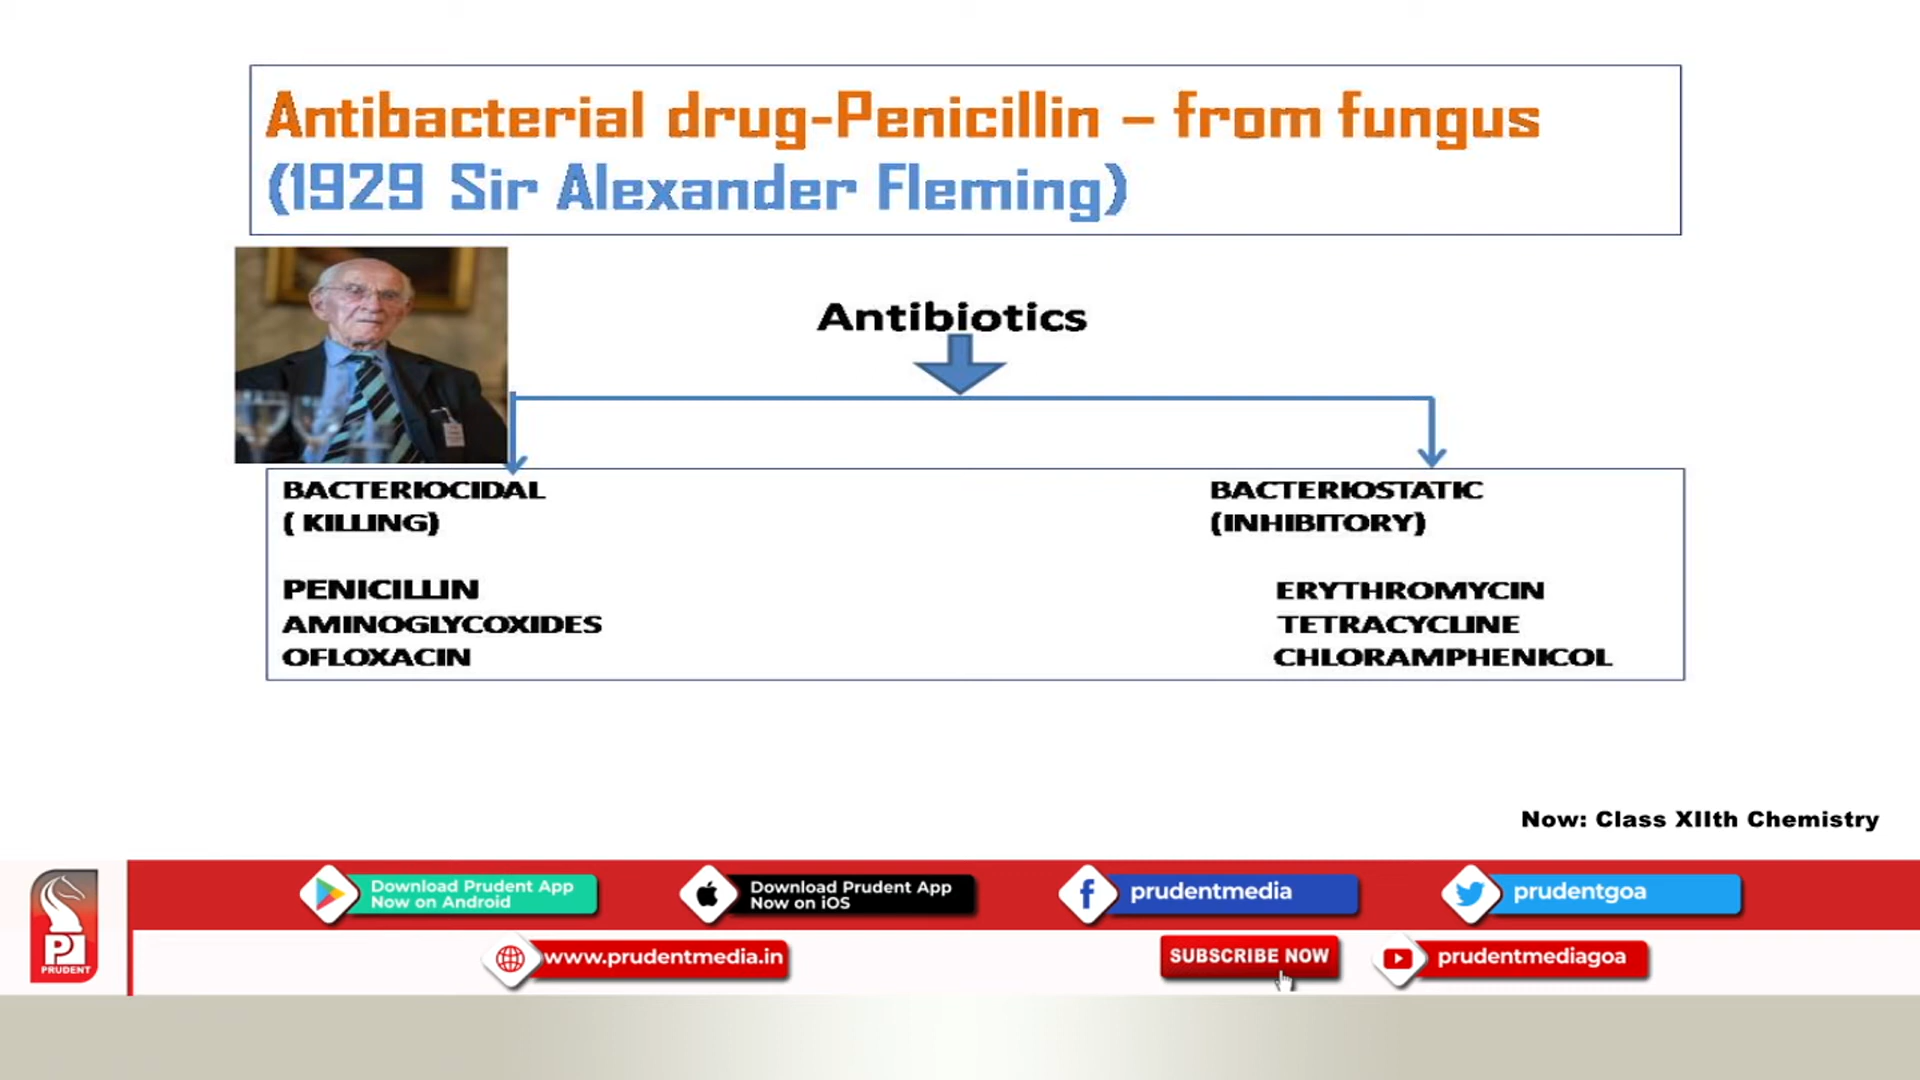 Antibacterial drug-Penicillin – from fungus
(1929 Sir Alexander Fleming)
Antibiotics
BACTERIOCIDAL
( KILLING)
BACTERIOSTATIC
(INHIBITORY)
PENICILLIN
AMINOGLYCOXIDES
OFLOXACIN
ERYTHROMYCIN
TETRACYCLINE
CHLORAMPHENICOL
Now: Class XIIth Chemistry
PRUDENT
Download Prudent App
Now on Android
Download Prudent App
Now on iOS
prudentmedia
prudentgoa
www.prudentmedia.in
SUBSCRIBE NOW
prudentmediagoa